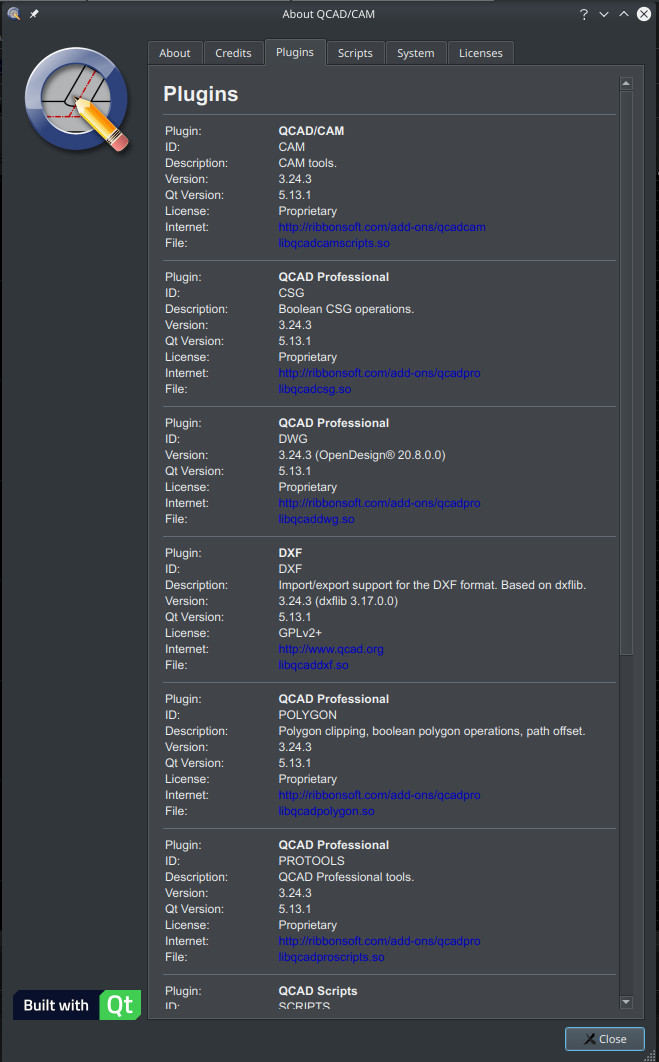 About QCAD/CAM
About Credits Plugins Scripts System Licenses
Plugins
Plugin: QCAD/CAM
ID: CAM
Description: CAM tools.
Version: 3.24.3
Qt Version: 5.13.1
License: Proprietary
Internet: http://ribbonsoft.com/add-ons/qcadcam
File: libqcadcamscripts.so
Plugin: QCAD Professional
ID: CSG
Description: Boolean CSG operations.
Version: 3.24.3
Qt Version: 5.13.1
License: Proprietary
Internet: http://ribbonsoft.com/add-ons/qcadpro
File: libqcadcsg.so
Plugin: QCAD Professional
ID: DWG
Version: 3.24.3 (OpenDesign® 20.8.0.0)
Qt Version: 5.13.1
License: Proprietary
Internet: http://ribbonsoft.com/add-ons/qcadpro
File: libqcaddwg.so
Plugin: DXF
ID: DXF
Description: Import/export support for the DXF format. Based on dxflib.
Version: 3.24.3 (dxflib 3.17.0.0)
Qt Version: 5.13.1
License: GPLv2+
Internet: http://www.qcad.org
File: libqcaddxf.so
Plugin: QCAD Professional
ID: POLYGON
Description: Polygon clipping, boolean polygon operations, path offset.
Version: 3.24.3
Qt Version: 5.13.1
License: Proprietary
Internet: http://ribbonsoft.com/add-ons/qcadpro
File: libqcadpolygon.so
Plugin: QCAD Professional
ID: PROTOOLS
Description: QCAD Professional tools.
Version: 3.24.3
Qt Version: 5.13.1
License: Proprietary
Internet: http://ribbonsoft.com/add-ons/qcadpro
File: libqcadproscripts.so
Plugin: QCAD Scripts
ID: SCRIPTS
Built with Qt
Close